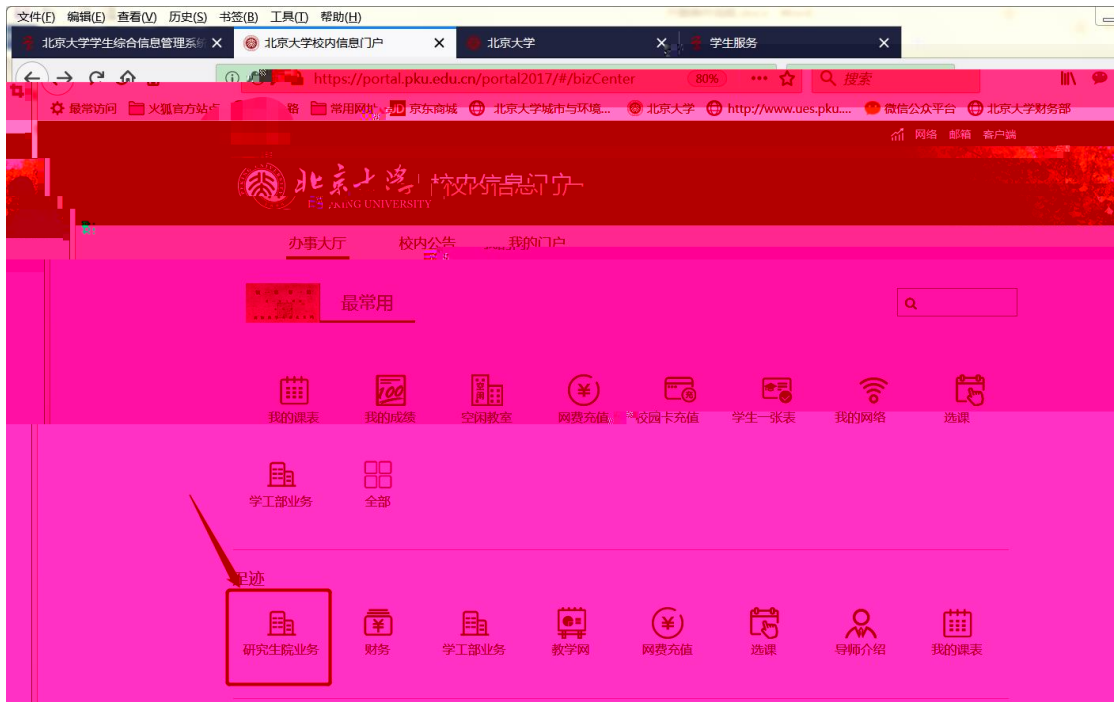 文件(F) 编辑(E) 查看(V) 历史(S) 书签(B) 工具(T) 帮助(H)
北京大学学生综合信息管理系统 北京大学校内信息门户 北京大学 学生服务
https://portal.pku.edu.cn/portal2017/#/bizCenter 80% 搜索
最常访问 火狐官方站点 常用网址 JD 京东商城 北京大学城市与环境... 北京大学 http://www.ues.pku.... 微信公众平台 北京大学财务部
网络 邮箱 客户端
北京大学 校内信息门户
PEKING UNIVERSITY
办事大厅 校内公告 我的门户
最常用
我的课表 我的成绩 空闲教室 网费充值 校园卡充值 学生一张表 我的网络 选课
学工部业务 全部
足迹
研究生院业务 财务 学工部业务 教学网 网费充值 选课 导师介绍 我的课表